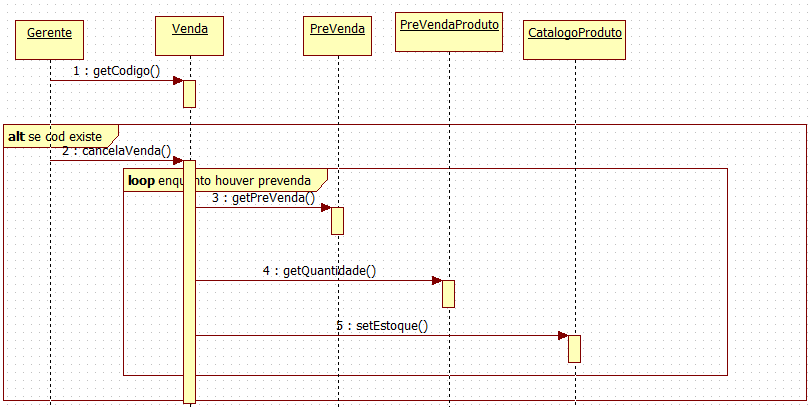 Gerente
Venda
PreVenda
PreVendaProduto
CatalogoProduto
1 : getCodigo()
alt se cod existe
2 : cancelaVenda()
loop enquanto houver prevenda
3 : getPreVenda()
4 : getQuantidade()
5 : setEstoque()